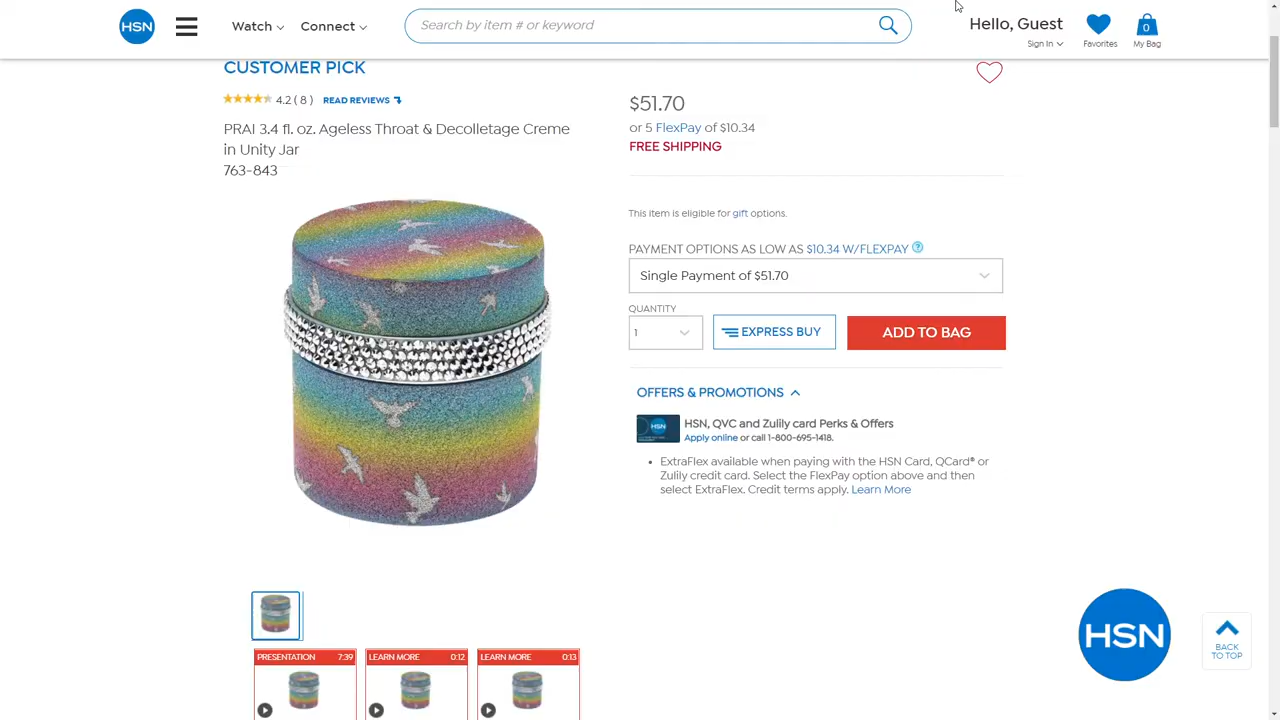 HSN
Watch
Connect
Search by item # or keyword
Hello, Guest
Sign In
Favorites
0
My Bag
CUSTOMER PICK
4.2 ( 8 )
READ REVIEWS
PRAI 3.4 fl. oz. Ageless Throat & Decolletage Creme
in Unity Jar
763-843
$51.70
or 5 FlexPay of $10.34
FREE SHIPPING
This item is eligible for gift options.
PAYMENT OPTIONS AS LOW AS $10.34 W/FLEXPAY ?
Single Payment of $51.70
QUANTITY
1
EXPRESS BUY
ADD TO BAG
OFFERS & PROMOTIONS
HSN
HSN, QVC and Zulily card Perks & Offers
Apply online or call 1-800-695-1418.
• ExtraFlex available when paying with the HSN Card, QCard® or
Zulily credit card. Select the FlexPay option above and then
select ExtraFlex. Credit terms apply. Learn More
HSN
BACK
TO TOP
PRESENTATION 7:39
LEARN MORE 0:12
LEARN MORE 0:13